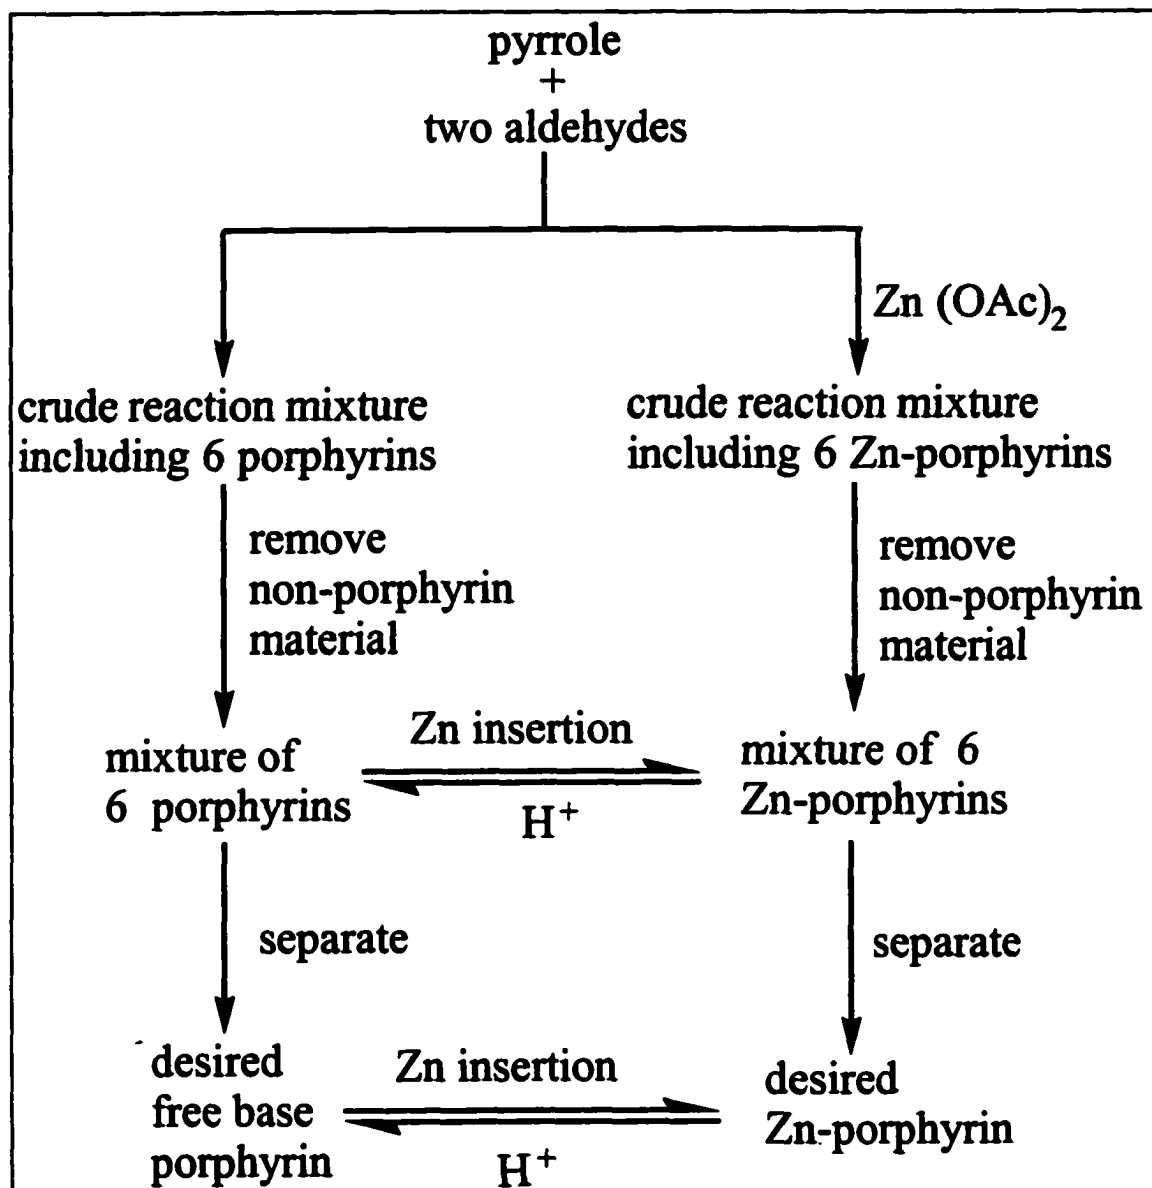 pyrrole
+
two aldehydes
Zn (OAc)₂
crude reaction mixture
including 6 porphyrins
crude reaction mixture
including 6 Zn-porphyrins
remove
non-porphyrin
material
remove
non-porphyrin
material
mixture of
6 porphyrins
Zn insertion
H⁺
mixture of 6
Zn-porphyrins
separate
separate
desired
free base
porphyrin
Zn insertion
H⁺
desired
Zn-porphyrin